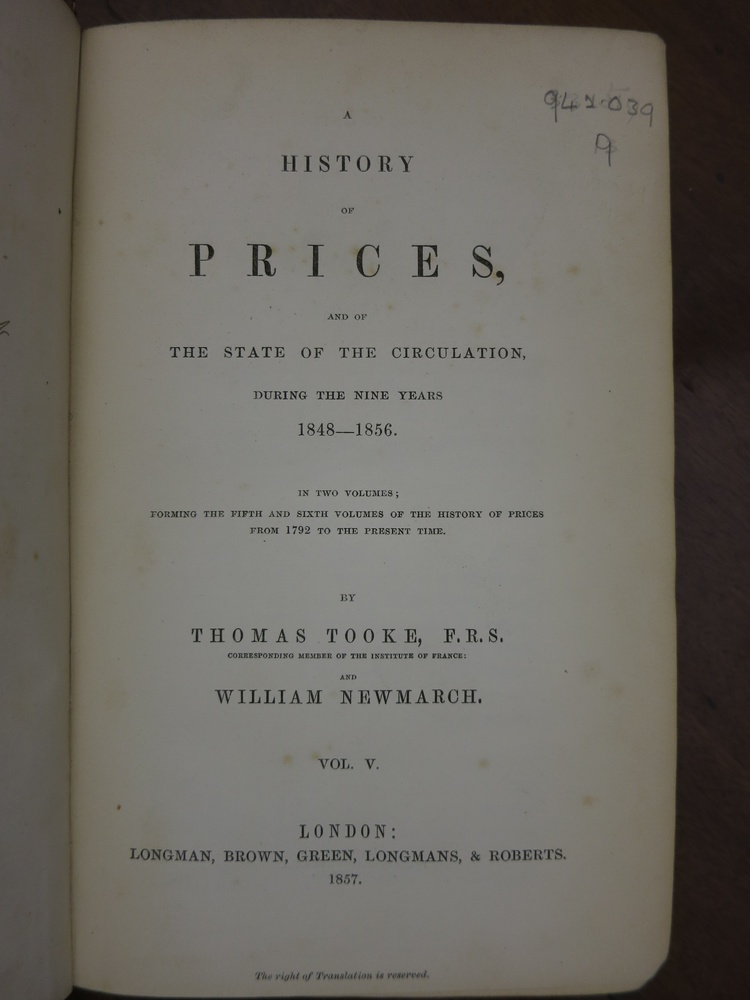 941.039
9
A
HISTORY
OF
PRICES,
AND OF
THE STATE OF THE CIRCULATION,
DURING THE NINE YEARS
1848—1856.
IN TWO VOLUMES;
FORMING THE FIFTH AND SIXTH VOLUMES OF THE HISTORY OF PRICES
FROM 1792 TO THE PRESENT TIME.
BY
THOMAS TOOKE, F.R.S.
CORRESPONDING MEMBER OF THE INSTITUTE OF FRANCE:
AND
WILLIAM NEWMARCH.
VOL. V.
LONDON:
LONGMAN, BROWN, GREEN, LONGMANS, & ROBERTS.
1857.
The right of Translation is reserved.